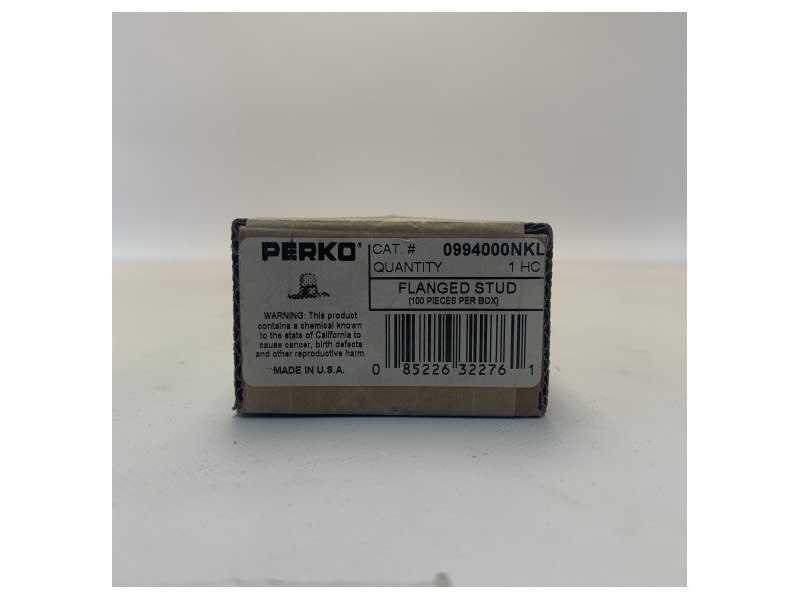 PERKO®
CAT. # 0994000NKL
QUANTITY 1 HC
FLANGED STUD
(100 PIECES PER BOX)
WARNING: This product
contains a chemical known
to the state of California to
cause cancer, birth defects
and other reproductive harm.
MADE IN U.S.A.
0 85226 32276 1